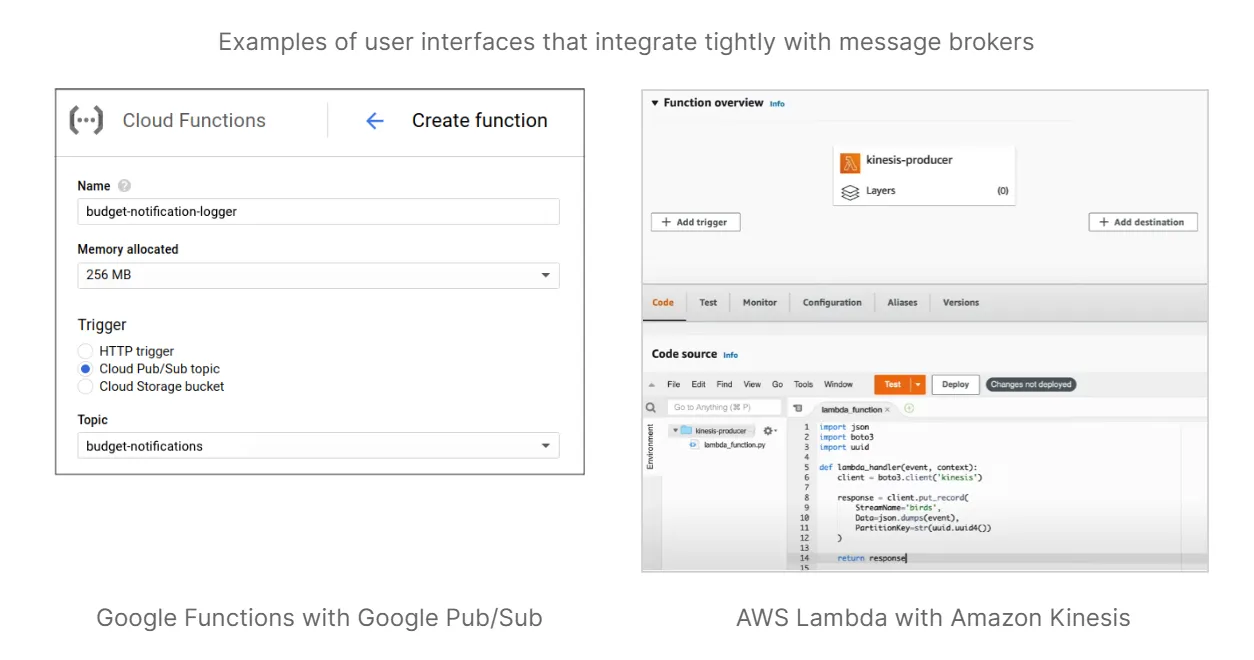 Examples of user interfaces that integrate tightly with message brokers
Cloud Functions
Create function
Name
budget-notification-logger
Memory allocated
256 MB
Trigger
HTTP trigger
Cloud Pub/Sub topic
Cloud Storage bucket
Topic
budget-notifications
Google Functions with Google Pub/Sub
Function overview Info
kinesis-producer
Layers (0)
+ Add trigger
+ Add destination
Code Test Monitor Configuration Aliases Versions
Code source Info
File Edit Find View Go Tools Window Test Deploy Changes not deployed
Go to Anything (⌘ P) lambda_function ×
Environment
kinesis-producer
lambda_function.py
1 import json
2 import boto3
3 import uuid
4
5 def lambda_handler(event, context):
6 client = boto3.client('kinesis')
7
8 response = client.put_record(
9 StreamName='birds',
10 Data=json.dumps(event),
11 PartitionKey=str(uuid.uuid4())
12 )
13
14 return response
15
AWS Lambda with Amazon Kinesis